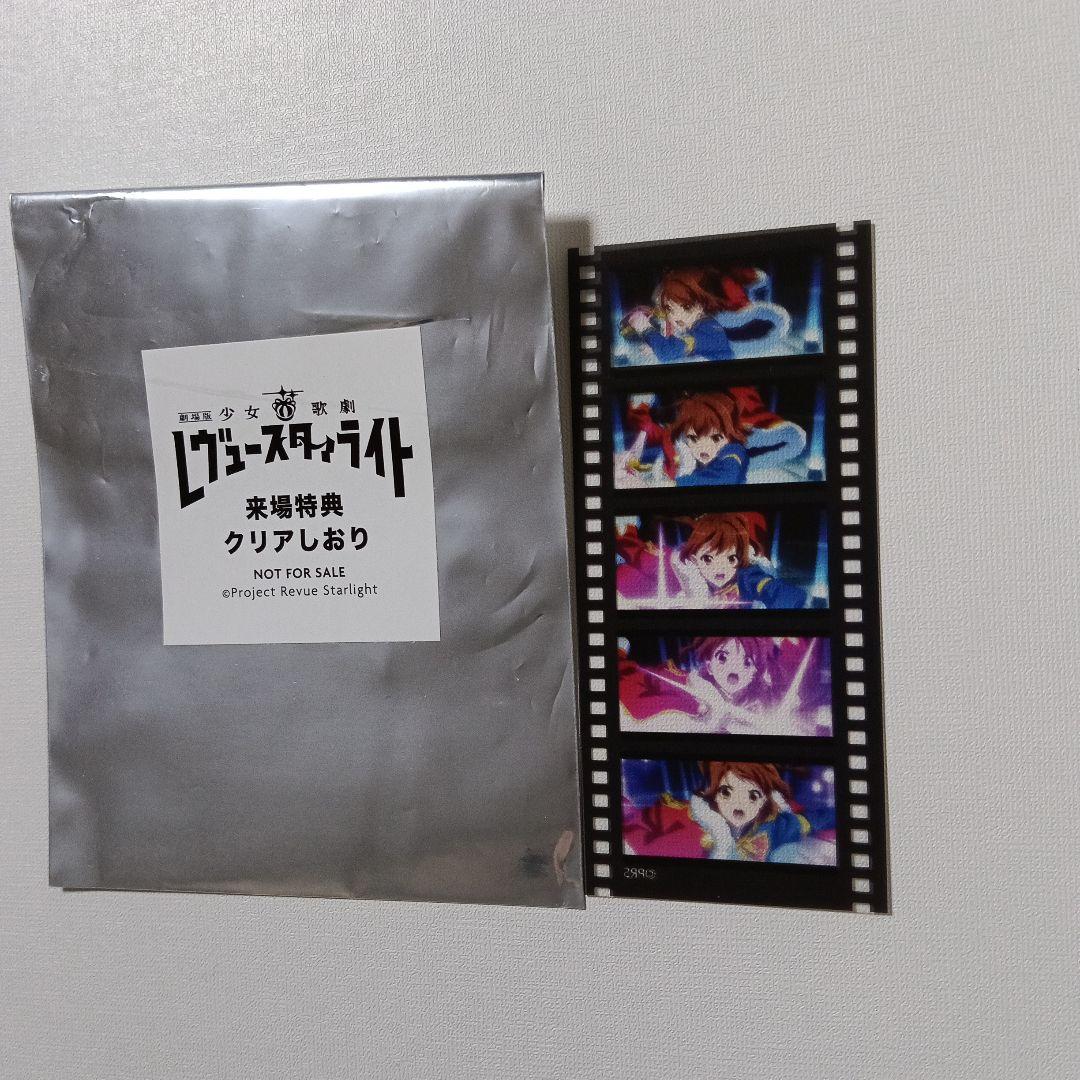 劇場版 少女 歌劇
レヴュースタァライト
来場特典
クリアしおり
NOT FOR SALE
©Project Revue Starlight
©PRS